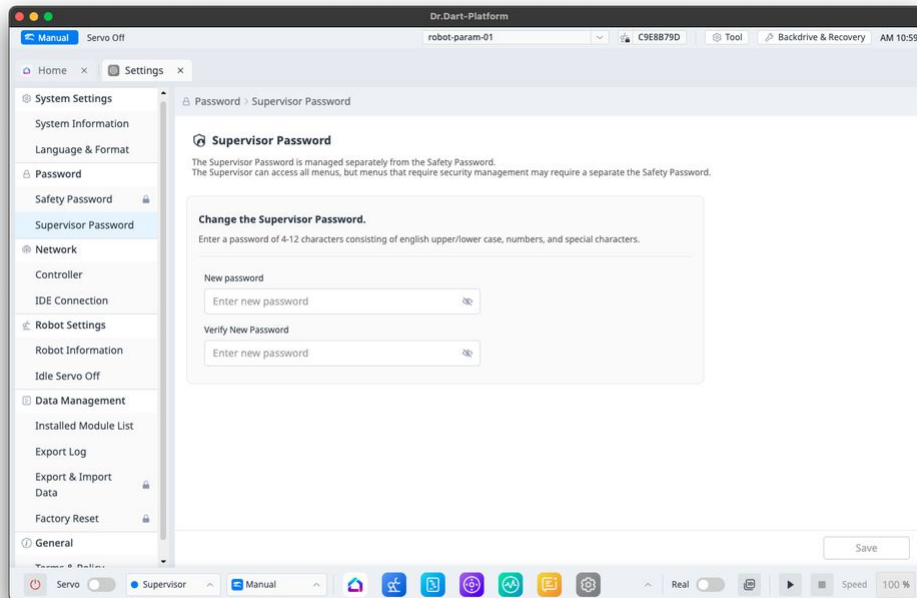 Dr.Dart-Platform
Manual
Servo Off
robot-param-01
C9E8B79D
Tool
Backdrive & Recovery
AM 10:59
Home
Settings
System Settings
System Information
Language & Format
Password
Safety Password
Supervisor Password
Network
Controller
IDE Connection
Robot Settings
Robot Information
Idle Servo Off
Data Management
Installed Module List
Export Log
Export & Import
Data
Factory Reset
General
Terms & Policy
Password > Supervisor Password
Supervisor Password
The Supervisor Password is managed separately from the Safety Password.
The Supervisor can access all menus, but menus that require security management may require a separate the Safety Password.
Change the Supervisor Password.
Enter a password of 4-12 characters consisting of english upper/lower case, numbers, and special characters.
New password
Enter new password
Verify New Password
Enter new password
Save
Servo
Supervisor
Manual
Real
Speed
100 %